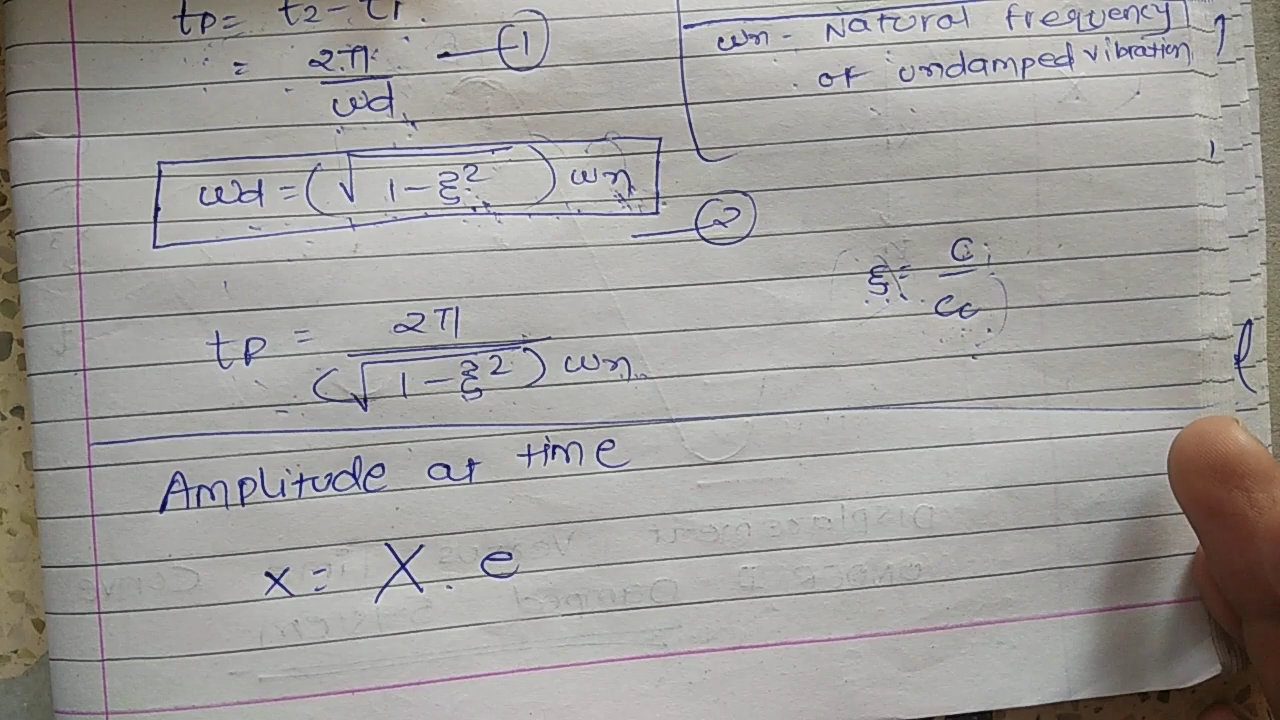 tp = t2 - t1.
= 2π / ωd —①
ωn - Natural frequency
of undamped vibration
ωd = (√1-ξ²) ωn
—②
ξ = C / Cc
tp = 2π / (√1-ξ²) ωn
Amplitude at time
x = X. e